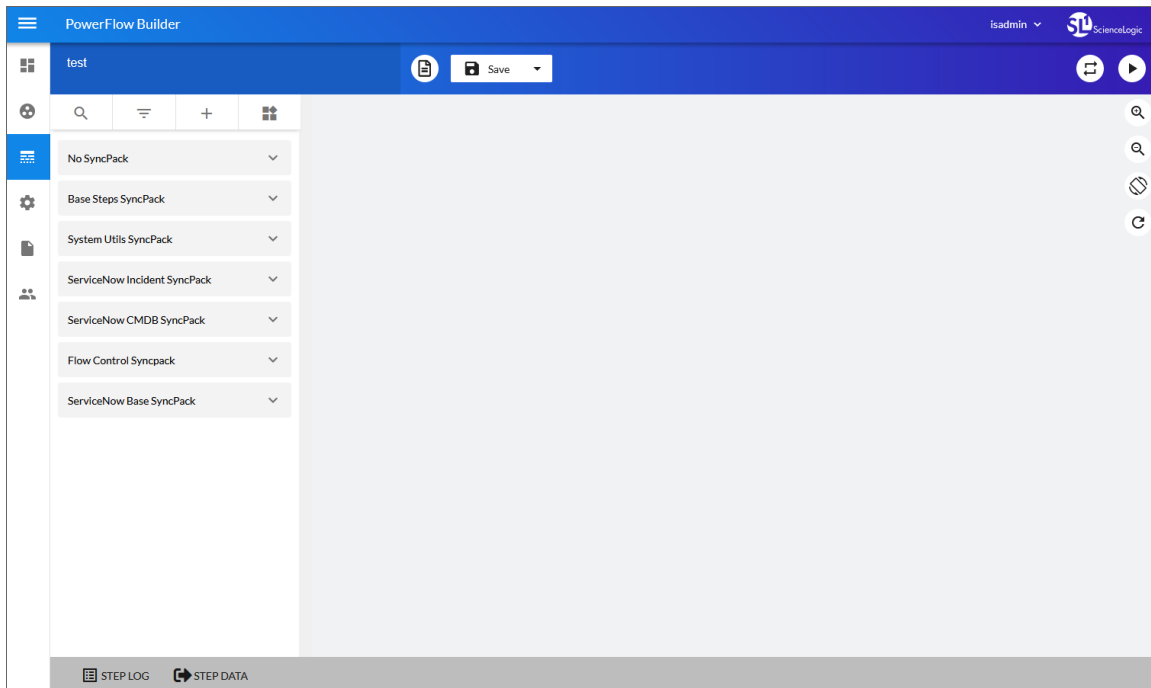 PowerFlow Builder
isadmin
SL1 ScienceLogic
test
Save
No SyncPack
Base Steps SyncPack
System Utils SyncPack
ServiceNow Incident SyncPack
ServiceNow CMDB SyncPack
Flow Control Syncpack
ServiceNow Base SyncPack
STEP LOG
STEP DATA